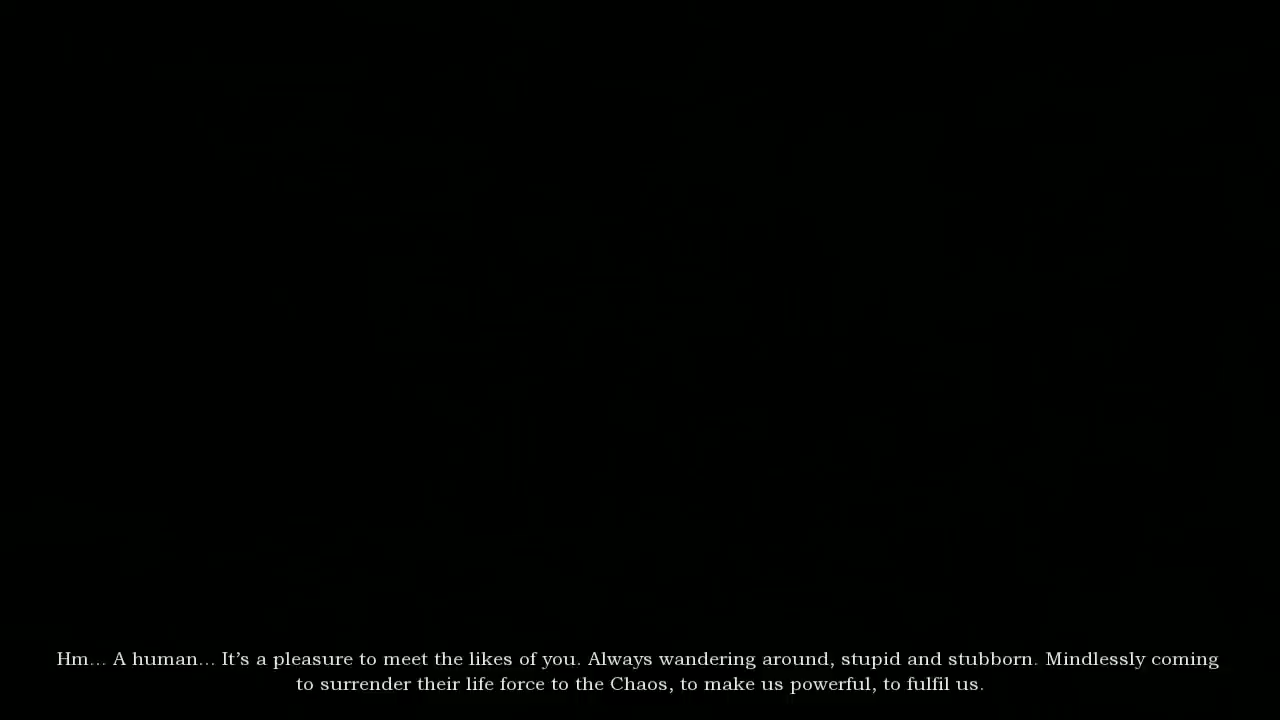 Hm... A human... It's a pleasure to meet the likes of you. Always wandering around, stupid and stubborn. Mindlessly coming
to surrender their life force to the Chaos, to make us powerful, to fulfil us.